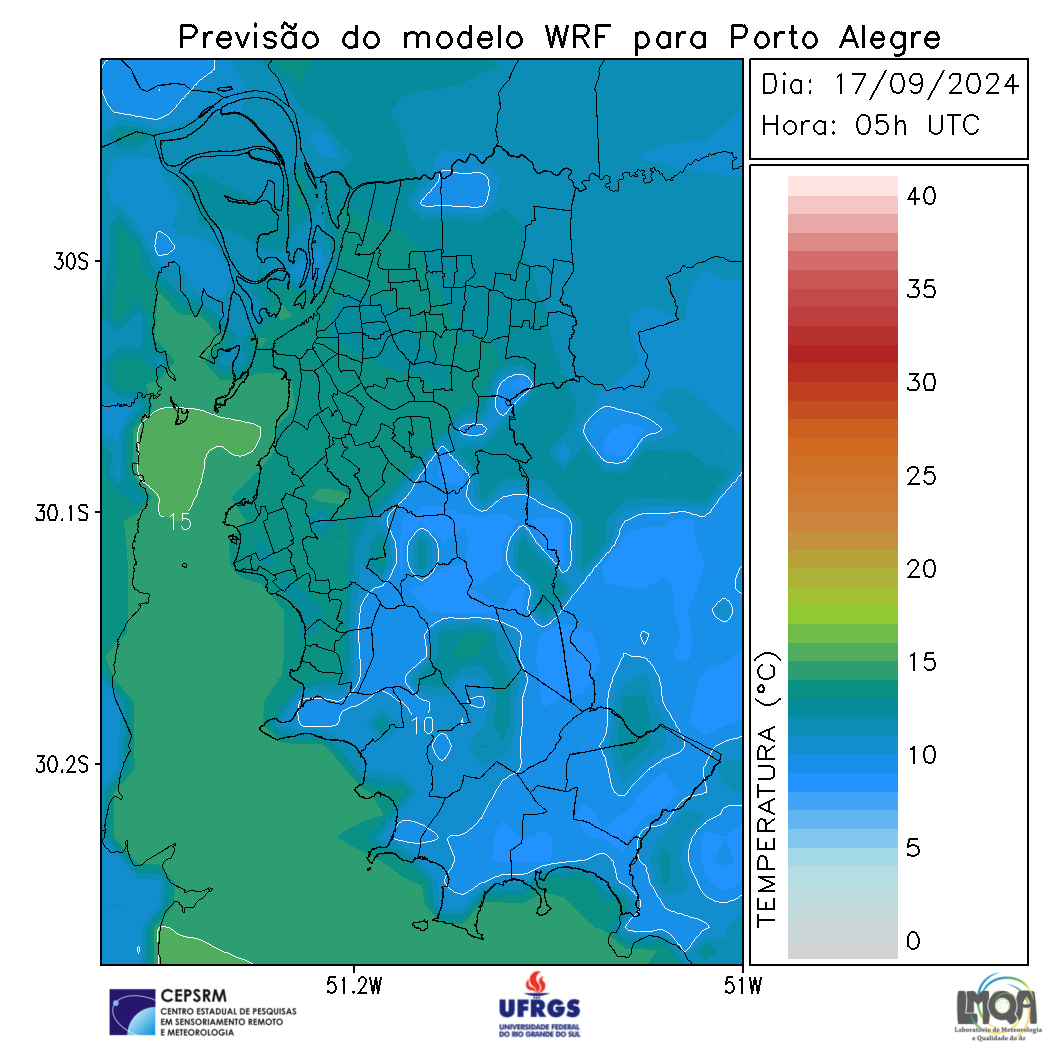 Previsão do modelo WRF para Porto Alegre
Dia: 17/09/2024
Hora: 05h UTC
40
35
30
25
20
15
10
5
0
TEMPERATURA (°C)
30S
30.1S
30.2S
15
10
51.2W
51W
CEPSRM
CENTRO ESTADUAL DE PESQUISAS
EM SENSORIAMENTO REMOTO
E METEOROLOGIA
UFRGS
UNIVERSIDADE FEDERAL
DO RIO GRANDE DO SUL
LMQA
Laboratório de Meteorologia
e Qualidade do Ar